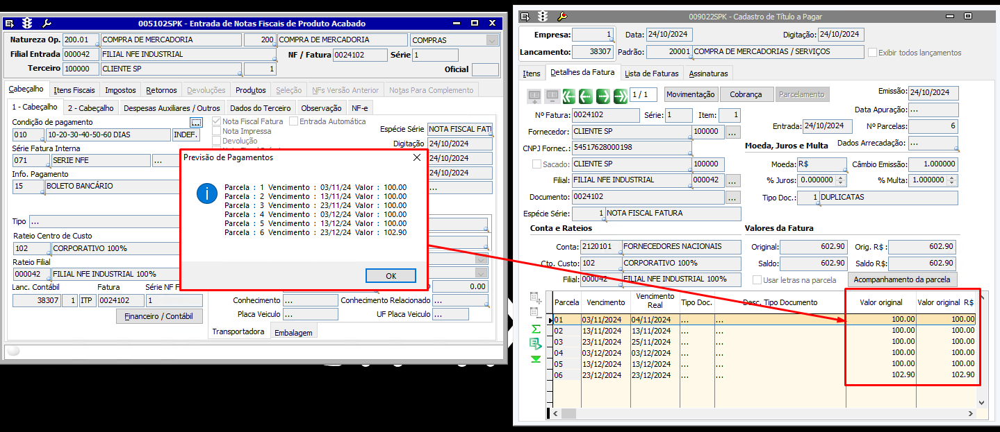 005102SPK - Entrada de Notas Fiscais de Produto Acabado
Natureza Op. 200.01 COMPRA DE MERCADORIA 200 COMPRA DE MERCADORIA COMPRAS
Filial Entrada 000042 FILIAL NFE INDUSTRIAL NF / Fatura 0024102 Série 1
Terceiro 100000 CLIENTE SP 1 Oficial
Cabeçalho Itens Fiscais Impostos Retornos Devoluções Produtos Seleção NFs Versão Anterior Notas Para Complemento
1 - Cabeçalho 2 - Cabeçalho Despesas Auxiliares / Outros Dados do Terceiro Observação NF-e
Condição de pagamento Nota Fiscal Fatura Entrada Automática
010 10-20-30-40-50-60 DIAS INDEF. Nota Impressa Espécie Série NOTA FISCAL FATU
Devolução Digitação 24/10/2024
Série Fatura Interna
071 SERIE NFE ... 24/10/2024
Info. Pagamento 24/10/2024
15 BOLETO BANCÁRIO ...
Tipo ...
Rateio Centro de Custo
102 CORPORATIVO 100%
Rateio Filial
000042 FILIAL NFE INDUSTRIAL 100%
Lanc. Contábil Fatura Série NF F 0.00
38307 1 ITP 0024102 1 Conhecimento ... Conhecimento Relacionado ...
Financeiro / Contábil Placa Veiculo ... UF Placa Veiculo ...
Transportadora Embalagem
Previsão de Pagamentos
Parcela : 1 Vencimento : 03/11/24 Valor : 100.00
Parcela : 2 Vencimento : 13/11/24 Valor : 100.00
Parcela : 3 Vencimento : 23/11/24 Valor : 100.00
Parcela : 4 Vencimento : 03/12/24 Valor : 100.00
Parcela : 5 Vencimento : 13/12/24 Valor : 100.00
Parcela : 6 Vencimento : 23/12/24 Valor : 102.90
OK
009022SPK - Cadastro de Título a Pagar
Empresa: 1 Data: 24/10/2024 Digitação: 24/10/2024
Lancamento: 38307 Padrão: 20001 COMPRA DE MERCADORIAS / SERVIÇOS Exibir todos lançamentos
Itens Detalhes da Fatura Lista de Faturas Assinaturas
1 / 1 Movimentação Cobrança Parcelamento Emissão: 24/10/2024
Nº Fatura: 0024102 Série: 1 Item: 1 Data Apuração: ...
Fornecedor: CLIENTE SP 100000 ... Entrada: 24/10/2024 Nº Parcelas: 6
CNPJ Fornec.: 54517628000198 Moeda, Juros e Multa Dados Arrecadação: ...
Sacado: CLIENTE SP 100000 Moeda: R$ Câmbio Emissão: 1.000000
Filial: FILIAL NFE INDUSTRIAL 000042 ... % Juros: 0.000000 % Multa: 1.000000
Documento: 0024102 ... Tipo Doc.: 1 DUPLICATAS
Espécie Série: 1 NOTA FISCAL FATURA
Conta e Rateios Valores da Fatura
Conta: 2120101 FORNECEDORES NACIONAIS Original: 602.90 Orig. R$ : 602.90
Cto. Custo: 102 CORPORATIVO 100% Saldo: 602.90 Saldo R$: 602.90
Filial: 000042 FILIAL NFE INDUSTRIAL 100% Usar letras na parcela Acompanhamento da parcela
Parcela Vencimento Vencimento Real Tipo Doc. Desc. Tipo Documento Valor original Valor original R$
01 03/11/2024 04/11/2024 ... ... 100.00 100.00
02 13/11/2024 13/11/2024 ... ... 100.00 100.00
03 23/11/2024 25/11/2024 ... ... 100.00 100.00
04 03/12/2024 03/12/2024 ... ... 100.00 100.00
05 13/12/2024 13/12/2024 ... ... 100.00 100.00
06 23/12/2024 23/12/2024 ... ... 102.90 102.90